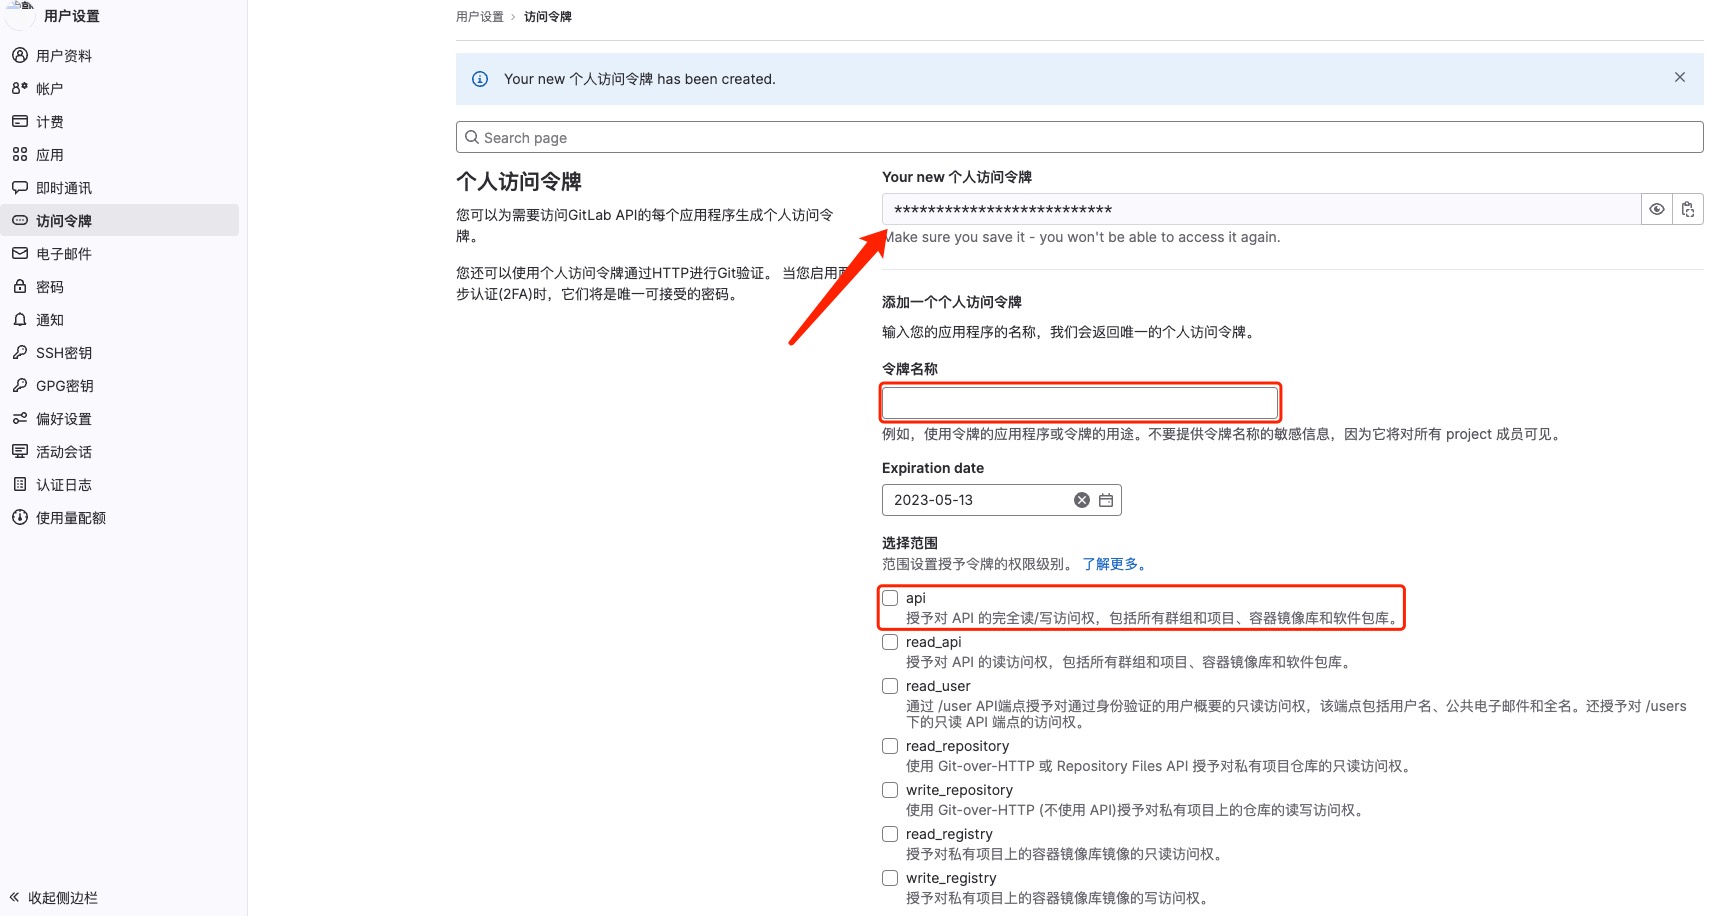 用户设置
用户资料
帐户
计费
应用
即时通讯
访问令牌
电子邮件
密码
通知
SSH密钥
GPG密钥
偏好设置
活动会话
认证日志
使用量配额
收起侧边栏
用户设置 › 访问令牌
Your new 个人访问令牌 has been created.
Search page
个人访问令牌
您可以为需要访问GitLab API的每个应用程序生成个人访问令
牌。
您还可以使用个人访问令牌通过HTTP进行Git验证。 当您启用两
步认证(2FA)时，它们将是唯一可接受的密码。
Your new 个人访问令牌
**************************
Make sure you save it - you won't be able to access it again.
添加一个个人访问令牌
输入您的应用程序的名称，我们会返回唯一的个人访问令牌。
令牌名称
例如，使用令牌的应用程序或令牌的用途。不要提供令牌名称的敏感信息，因为它将对所有 project 成员可见。
Expiration date
2023-05-13
选择范围
范围设置授予令牌的权限级别。 了解更多。
api
授予对 API 的完全读/写访问权，包括所有群组和项目、容器镜像库和软件包库。
read_api
授予对 API 的读访问权，包括所有群组和项目、容器镜像库和软件包库。
read_user
通过 /user API端点授予对通过身份验证的用户概要的只读访问权，该端点包括用户名、公共电子邮件和全名。还授予对 /users
下的只读 API 端点的访问权。
read_repository
使用 Git-over-HTTP 或 Repository Files API 授予对私有项目仓库的只读访问权。
write_repository
使用 Git-over-HTTP (不使用 API)授予对私有项目上的仓库的读写访问权。
read_registry
授予对私有项目上的容器镜像库镜像的只读访问权。
write_registry
授予对私有项目上的容器镜像库镜像的写访问权。